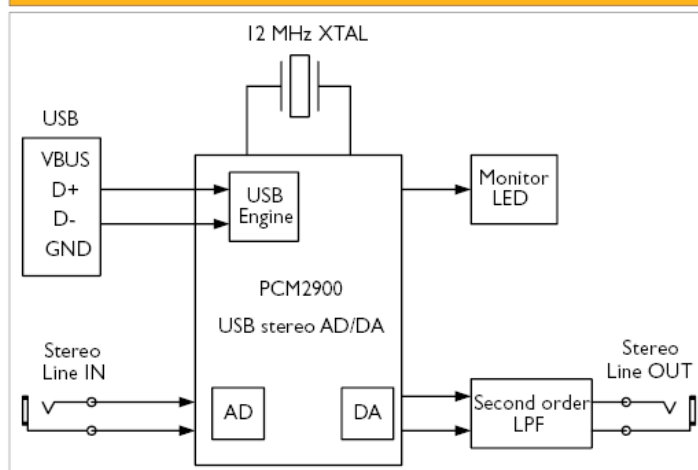 12 MHz XTAL
USB
VBUS
D+
D-
GND
USB
Engine
Monitor
LED
PCM2900
USB stereo AD/DA
Stereo
Line IN
AD
DA
Second order
LPF
Stereo
Line OUT